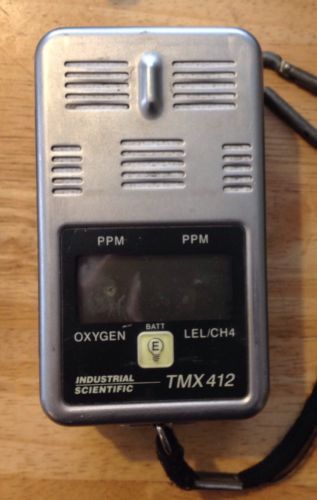 PPM PPM
BATT
OXYGEN LEL/CH4
E
INDUSTRIAL
SCIENTIFIC TMX 412